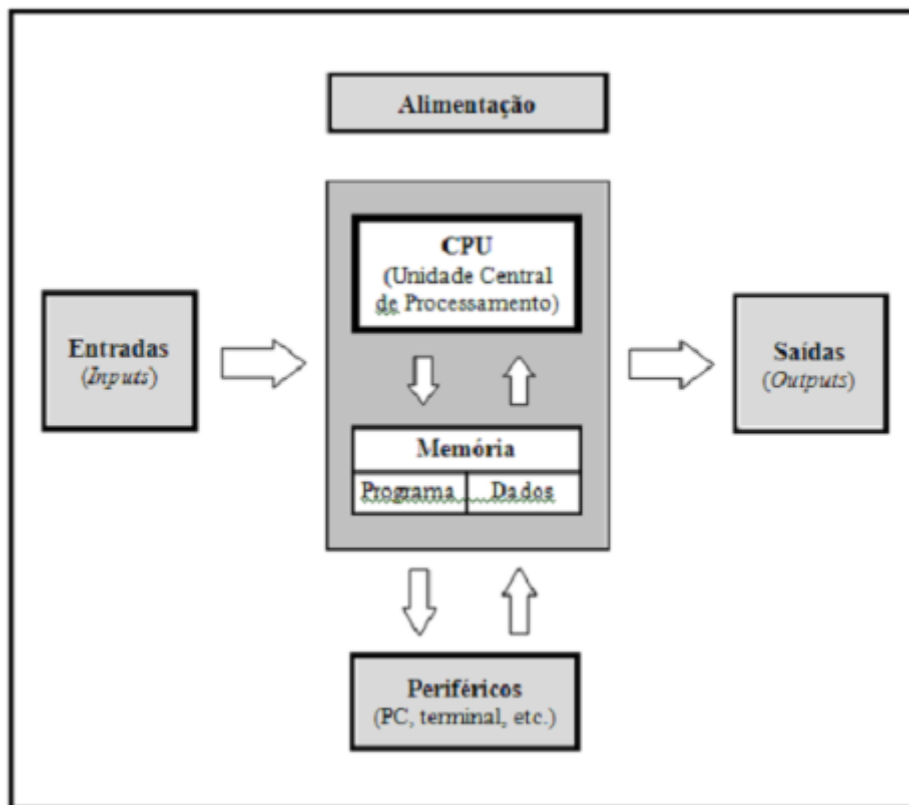 Alimentação
CPU
(Unidade Central
de Processamento)
Entradas
(Inputs)
Saídas
(Outputs)
Memória
Programa Dados
Periféricos
(PC, terminal, etc.)